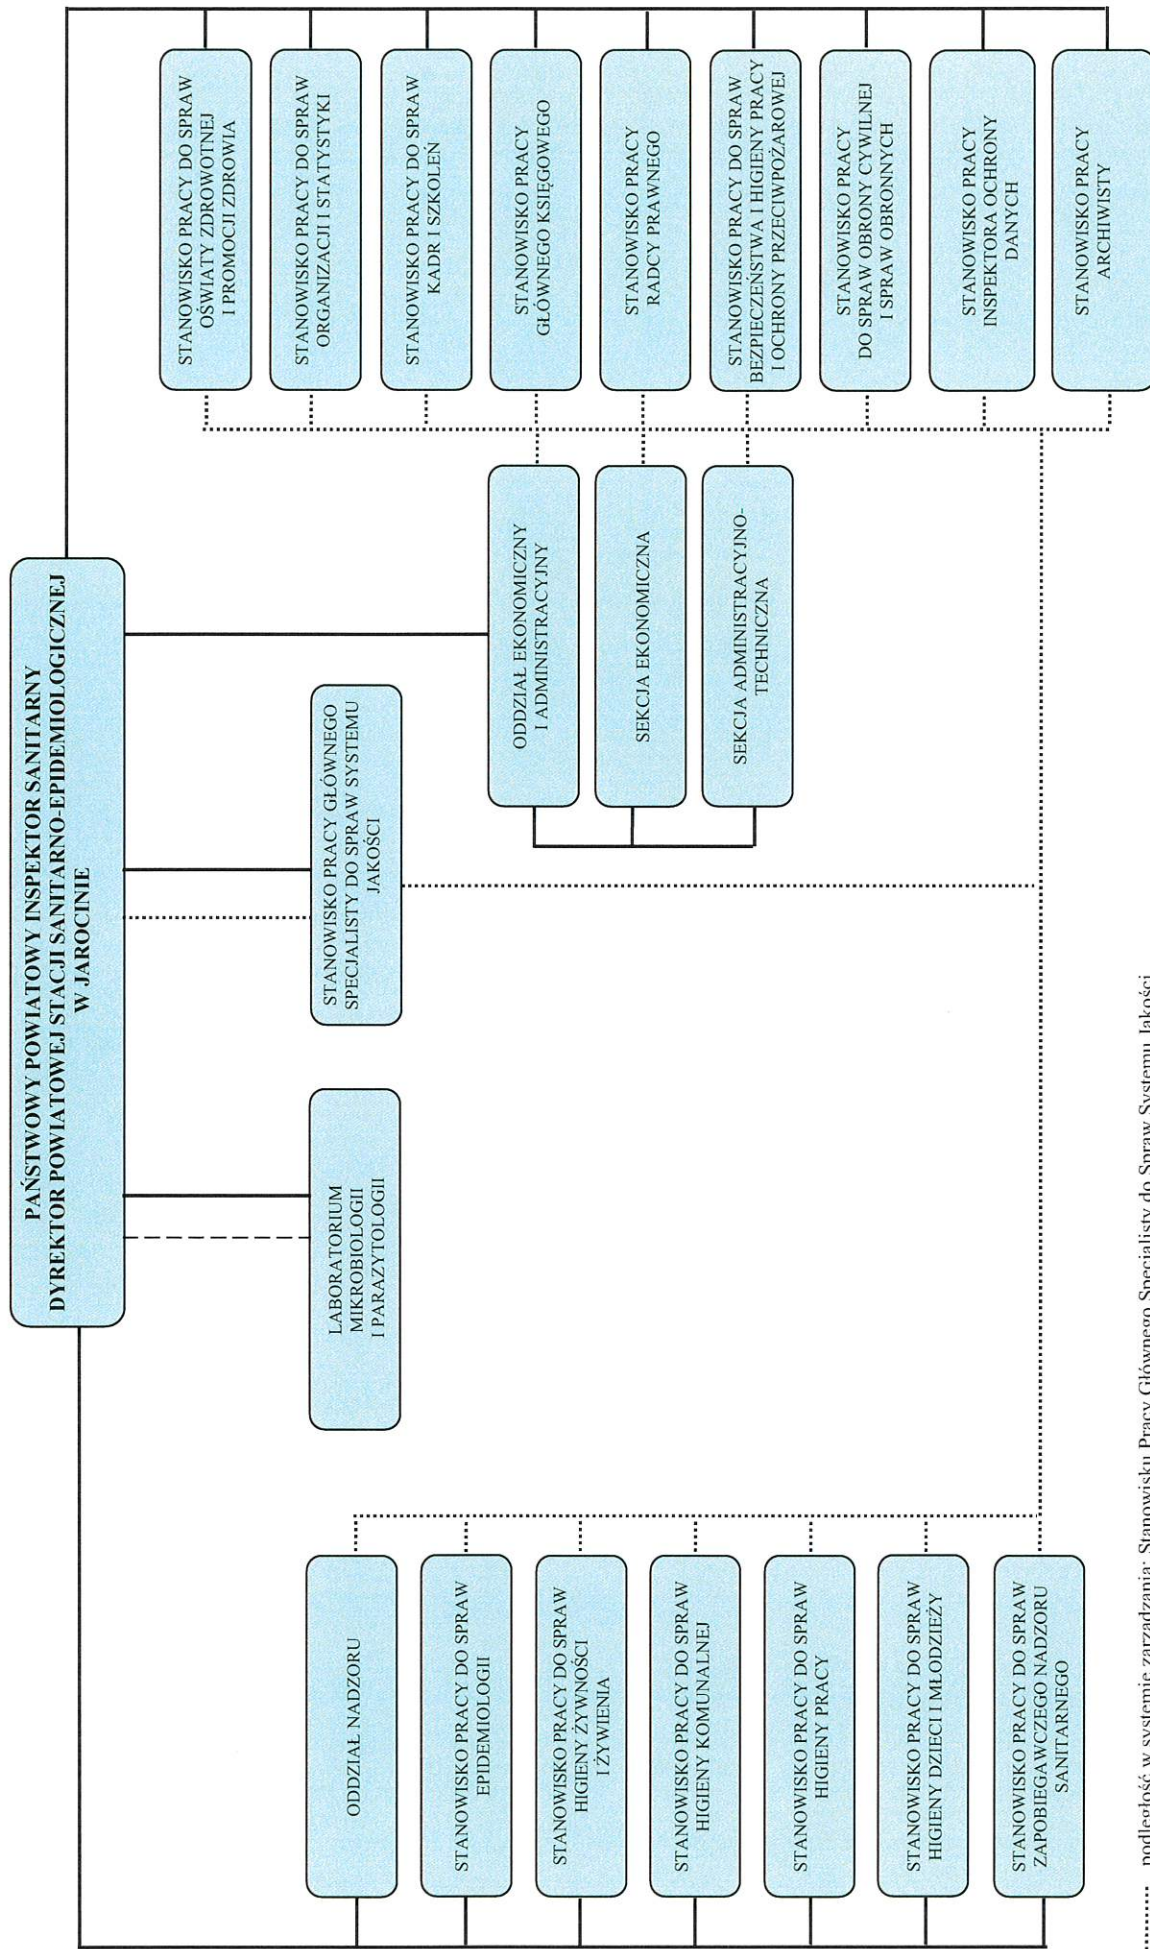 PAŃSTWOWY POWIATOWY INSPEKTOR SANITARNY
DYREKTOR POWIATOWEJ STACJI SANITARNO-EPIDEMIOLOGICZNEJ
W JAROCINIE
ODDZIAŁ NADZORU
STANOWISKO PRACY DO SPRAW
EPIDEMIOLOGII
STANOWISKO PRACY DO SPRAW
HIGIENY ŻYWNOŚCI
I ŻYWIENIA
STANOWISKO PRACY DO SPRAW
HIGIENY KOMUNALNEJ
STANOWISKO PRACY DO SPRAW
HIGIENY PRACY
STANOWISKO PRACY DO SPRAW
HIGIENY DZIECI I MŁODZIEŻY
STANOWISKO PRACY DO SPRAW
ZAPOBIEGAWCZEGO NADZORU
SANITARNEGO
LABORATORIUM
MIKROBIOLOGII
I PARAZYTOLOGII
STANOWISKO PRACY GŁÓWNEGO
SPECJALISTY DO SPRAW SYSTEMU
JAKOŚCI
ODDZIAŁ EKONOMICZNY
I ADMINISTRACYJNY
SEKCJA EKONOMICZNA
SEKCJA ADMINISTRACYJNO-
TECHNICZNA
STANOWISKO PRACY DO SPRAW
OŚWIATY ZDROWOTNEJ
I PROMOCJI ZDROWIA
STANOWISKO PRACY DO SPRAW
ORGANIZACJI I STATYSTYKI
STANOWISKO PRACY DO SPRAW
KADR I SZKOLEŃ
STANOWISKO PRACY
GŁÓWNEGO KSIĘGOWEGO
STANOWISKO PRACY
RADCY PRAWNEGO
STANOWISKO PRACY DO SPRAW
BEZPIECZEŃSTWA I HIGIENY PRACY
I OCHRONY PRZECIWPOŻAROWEJ
STANOWISKO PRACY
DO SPRAW OBRONY CYWILNEJ
I SPRAW OBRONNYCH
STANOWISKO PRACY
INSPEKTORA OCHRONY
DANYCH
STANOWISKO PRACY
ARCHIWISTY
podległość w systemie zarządzania: Stanowisku Pracy Głównego Specjalisty do Spraw Systemu Jakości